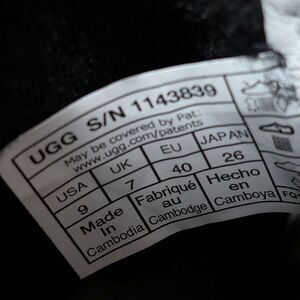 UGG S/N 1143839
May be covered by Pat:
www.ugg.com/patents
USA UK EU JAPAN
9 7 40 26
Made In Cambodia
Fabriqué au Cambodge
Hecho en Camboya